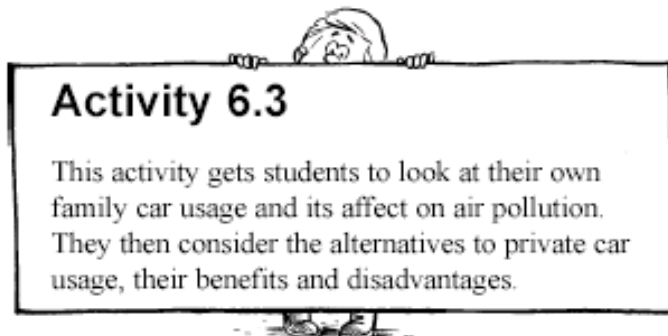 Activity 6.3
This activity gets students to look at their own
family car usage and its affect on air pollution.
They then consider the alternatives to private car
usage, their benefits and disadvantages.